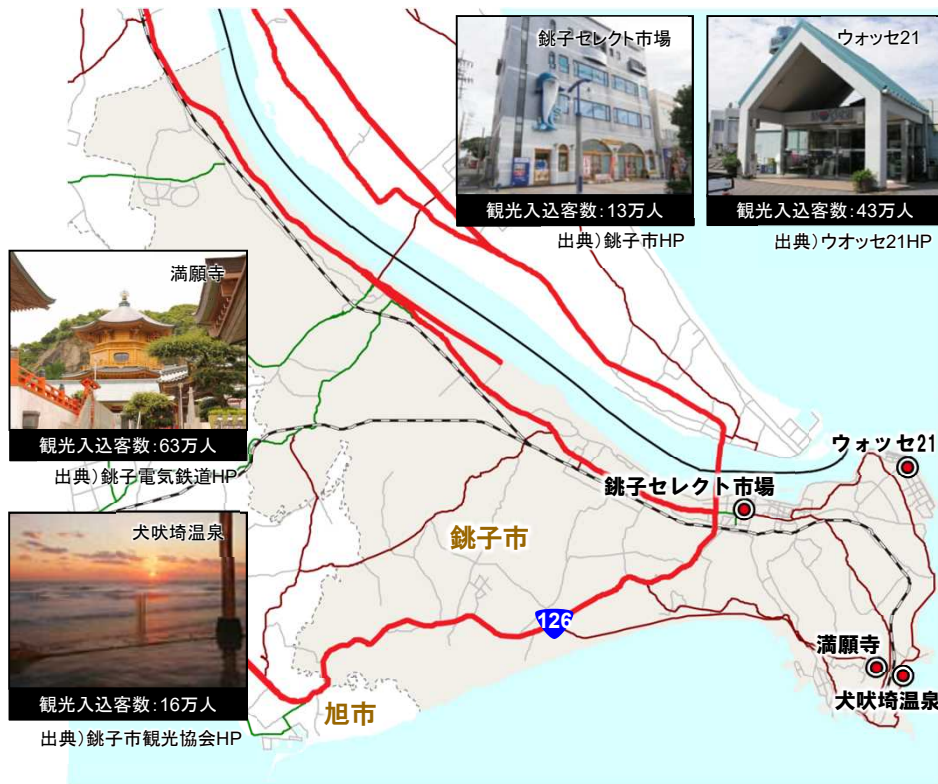 銚子セレクト市場
観光入込客数:13万人
出典)銚子市HP
ウォッセ21
観光入込客数:43万人
出典)ウオッセ21HP
満願寺
観光入込客数:63万人
出典)銚子電気鉄道HP
犬吠埼温泉
観光入込客数:16万人
出典)銚子市観光協会HP
ウォッセ21
銚子セレクト市場
銚子市
126
満願寺
犬吠埼温泉
旭市